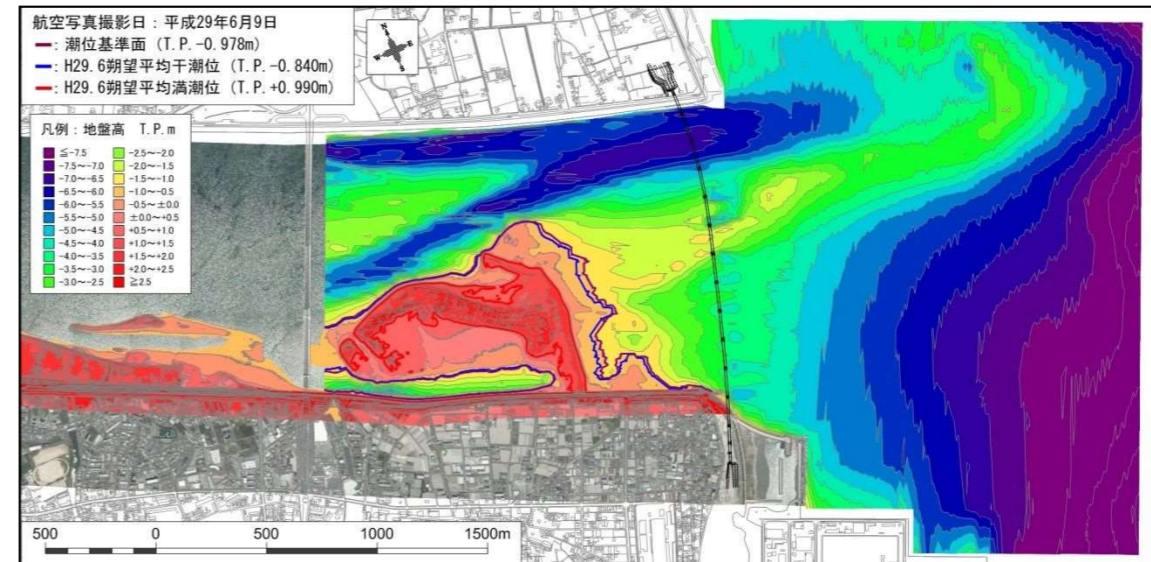 航空写真撮影日：平成29年6月9日
━：潮位基準面（T.P.-0.978m）
━：H29.6朔望平均干潮位（T.P.-0.840m）
━：H29.6朔望平均満潮位（T.P.+0.990m）
凡例：地盤高 T.P.m
≦-7.5 -2.5～-2.0
-7.5～-7.0 -2.0～-1.5
-7.0～-6.5 -1.5～-1.0
-6.5～-6.0 -1.0～-0.5
-6.0～-5.5 -0.5～±0.0
-5.5～-5.0 ±0.0～+0.5
-5.0～-4.5 +0.5～+1.0
-4.5～-4.0 +1.0～+1.5
-4.0～-3.5 +1.5～+2.0
-3.5～-3.0 +2.0～+2.5
-3.0～-2.5 ≧2.5
500 0 500 1000 1500m